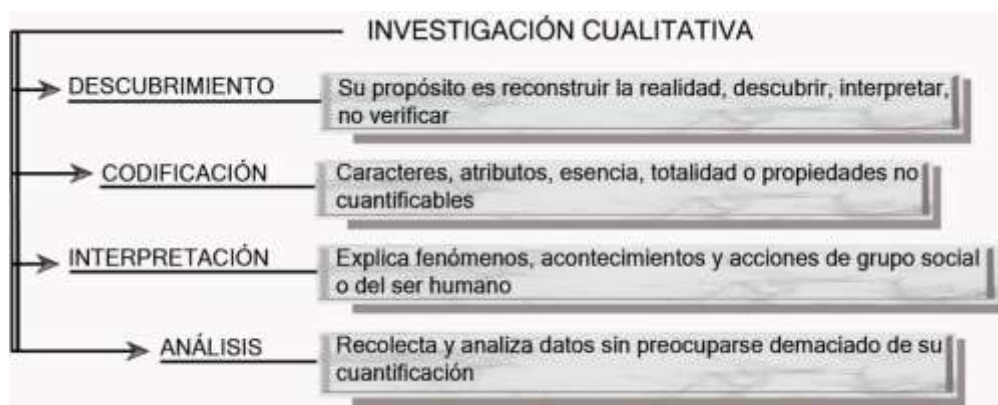 INVESTIGACIÓN CUALITATIVA
DESCUBRIMIENTO
Su propósito es reconstruir la realidad, descubrir, interpretar,
no verificar
CODIFICACIÓN
Caracteres, atributos, esencia, totalidad o propiedades no
cuantificables
INTERPRETACIÓN
Explica fenómenos, acontecimientos y acciones de grupo social
o del ser humano
ANÁLISIS
Recolecta y analiza datos sin preocuparse demaciado de su
cuantificación